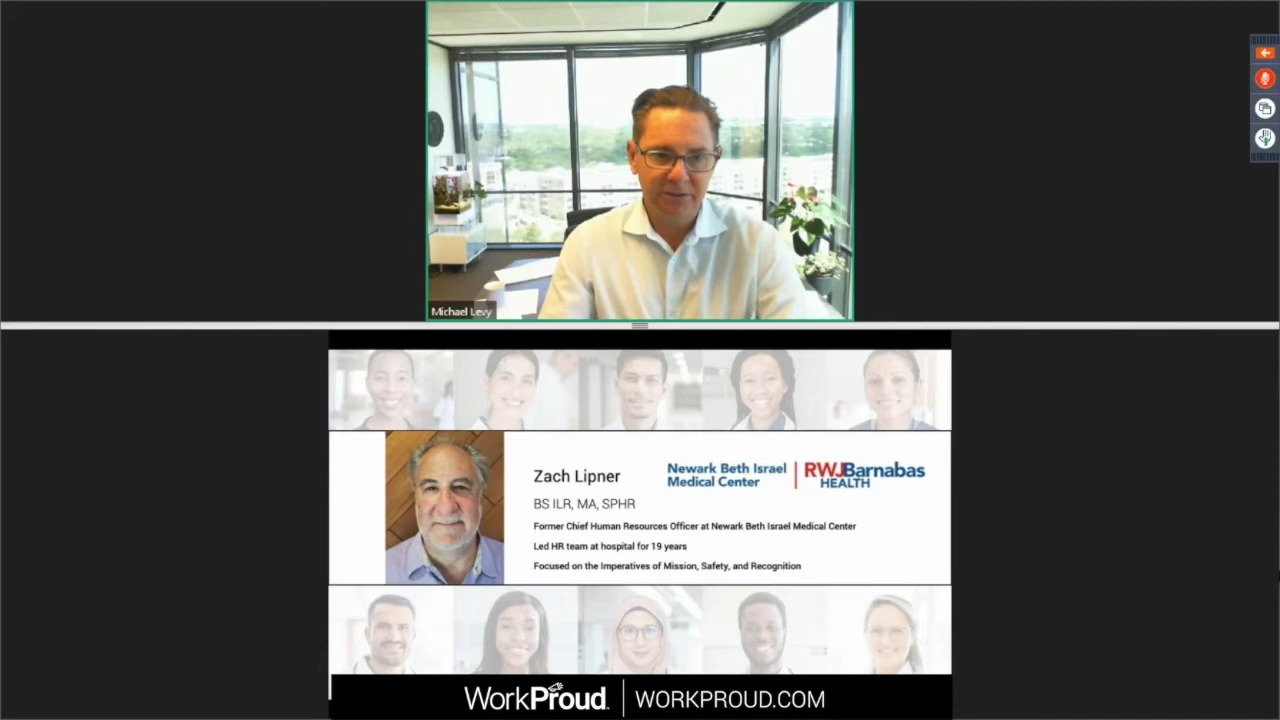 Michael Levy
Zach Lipner
Newark Beth Israel
Medical Center
RWJBarnabas
HEALTH
BS ILR, MA, SPHR
Former Chief Human Resources Officer at Newark Beth Israel Medical Center
Led HR team at hospital for 19 years
Focused on the Imperatives of Mission, Safety, and Recognition
WorkProud. WORKPROUD.COM